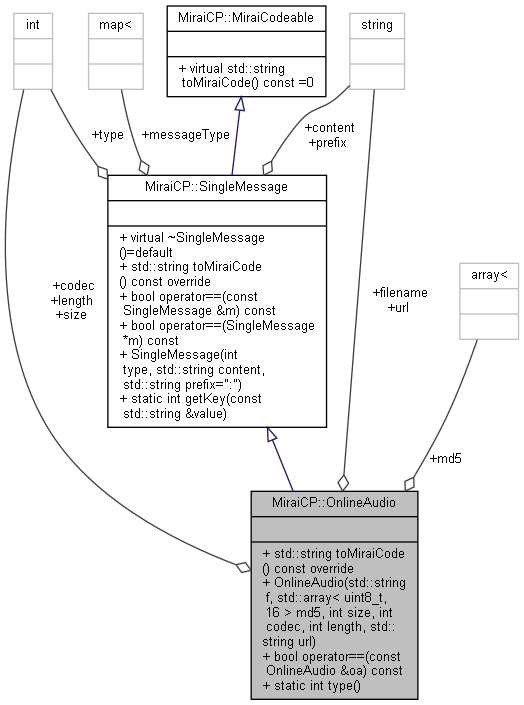 int
map<
MiraiCP::MiraiCodeable
+ virtual std::string
toMiraiCode() const =0
string
+type
+messageType
+content
+prefix
MiraiCP::SingleMessage
+ virtual ~SingleMessage
()=default
+ std::string toMiraiCode
() const override
+ bool operator==(const
SingleMessage &m) const
+ bool operator==(SingleMessage
*m) const
+ SingleMessage(int
type, std::string content,
std::string prefix=":")
+ static int getKey(const
std::string &value)
+codec
+length
+size
+filename
+url
array<
+md5
MiraiCP::OnlineAudio
+ std::string toMiraiCode
() const override
+ OnlineAudio(std::string
f, std::array< uint8_t,
16 > md5, int size, int
codec, int length, std::
string url)
+ bool operator==(const
OnlineAudio &oa) const
+ static int type()